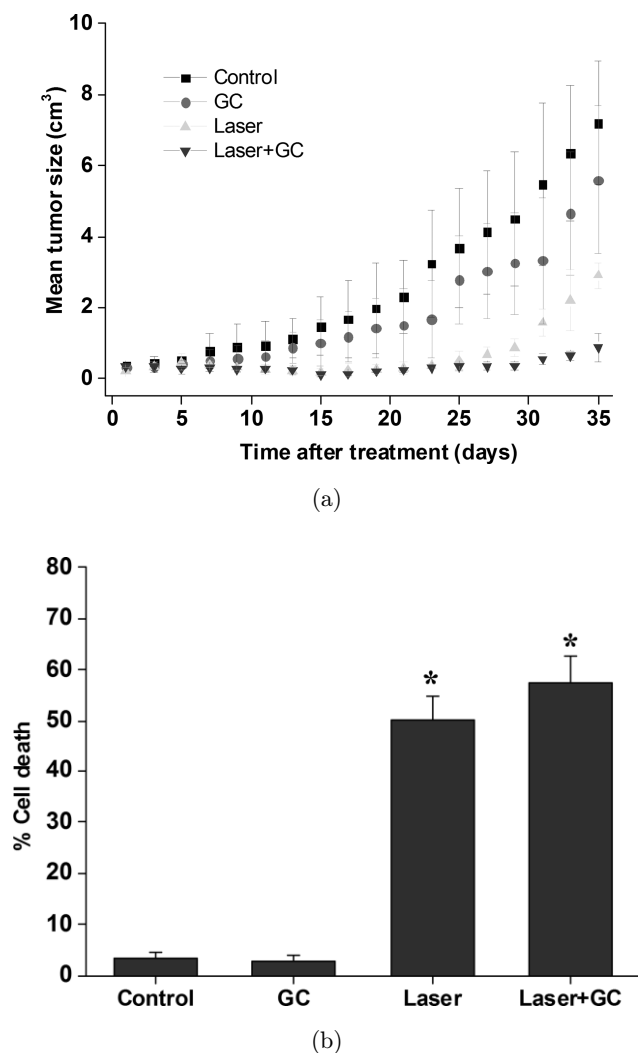 10
8
6
4
2
0
Mean tumor size (cm³)
Control
GC
Laser
Laser+GC
0 5 10 15 20 25 30 35
Time after treatment (days)
(a)
80
70
60
50
40
30
20
10
0
% Cell death
* *
Control GC Laser Laser+GC
(b)